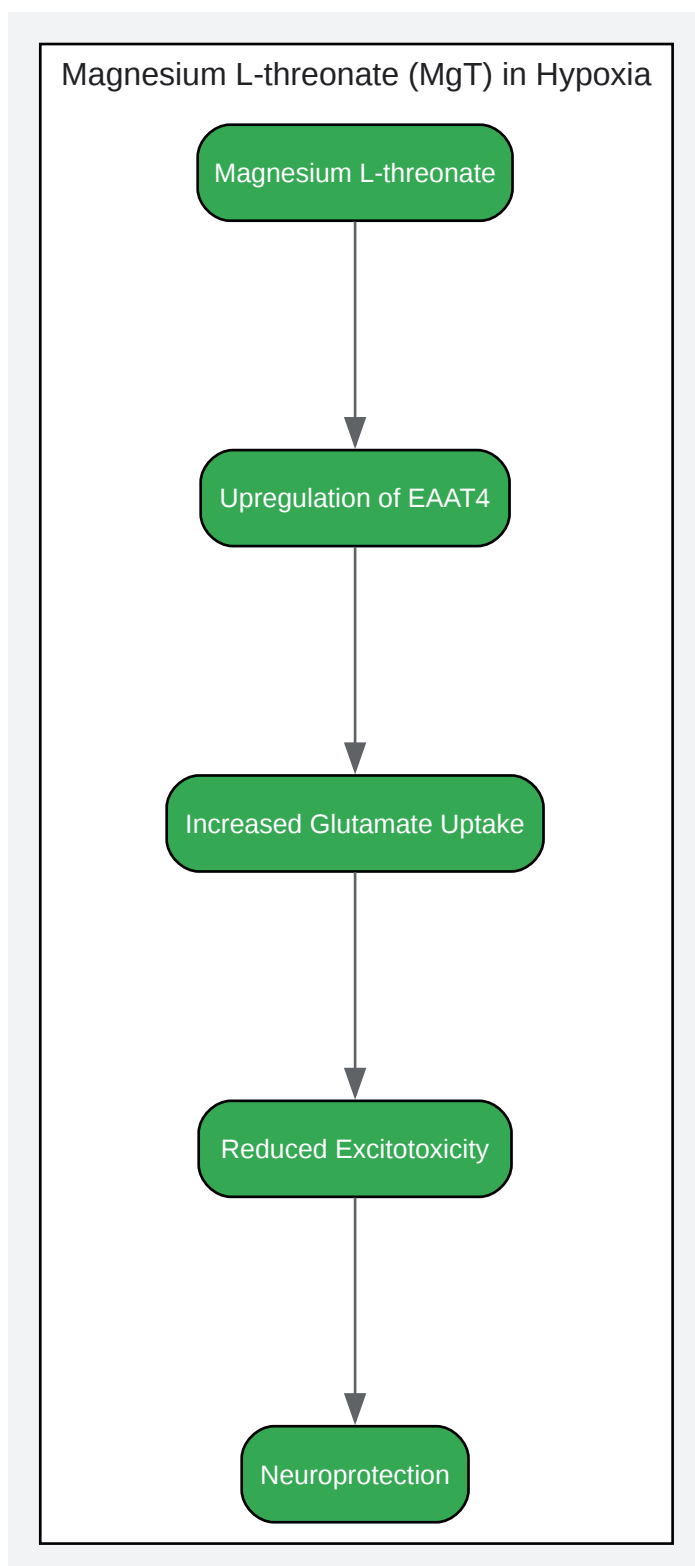 Magnesium L-threonate (MgT) in Hypoxia
Magnesium L-threonate
Upregulation of EAAT4
Increased Glutamate Uptake
Reduced Excitotoxicity
Neuroprotection